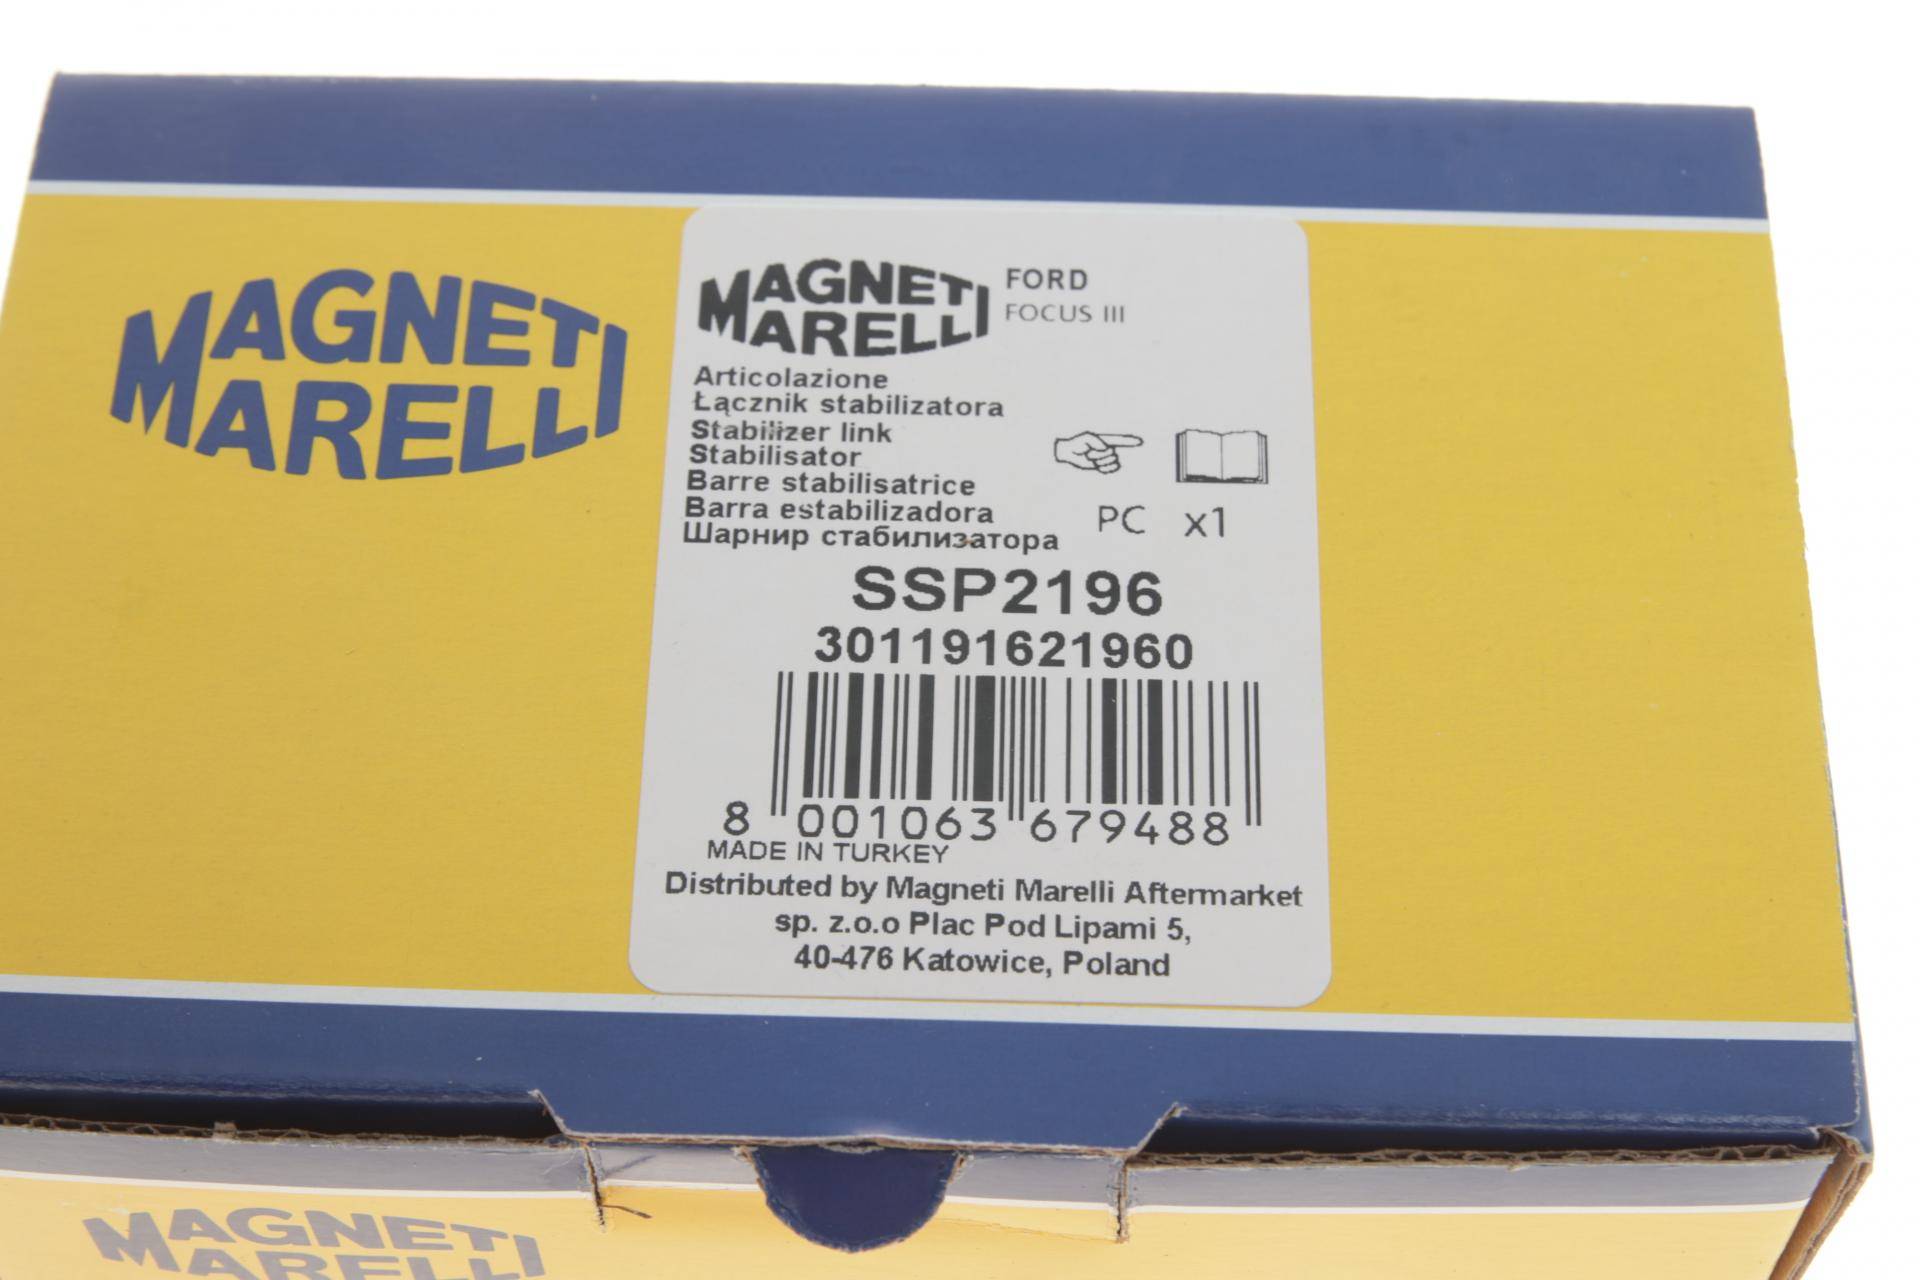 MAGNETI
MARELLI
MAGNETI
MARELLI
FORD
FOCUS III
Articolazione
Łącznik stabilizatora
Stabilizer link
Stabilisator
Barre stabilisatrice
Barra estabilizadora
Шарнир стабилизатора
PC x1
SSP2196
301191621960
8 001063 679488
MADE IN TURKEY
Distributed by Magneti Marelli Aftermarket
sp. z.o.o Plac Pod Lipami 5,
40-476 Katowice, Poland
MAGNETI
MARELLI